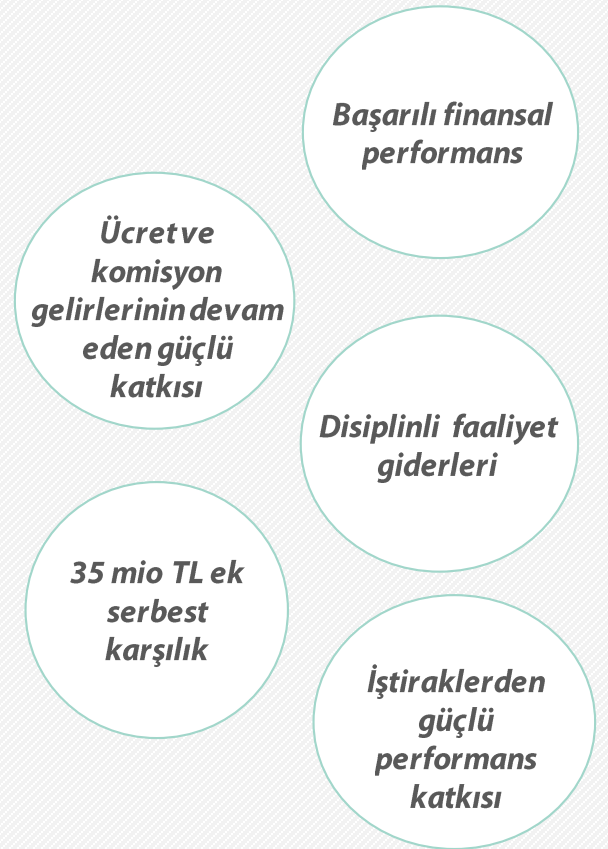 Başarılı finansal
performans
Ücret ve
komisyon
gelirlerinin devam
eden güçlü
katkısı
Disiplinli faaliyet
giderleri
35 mio TL ek
serbest
karşılık
İştiraklerden
güçlü
performans
katkısı